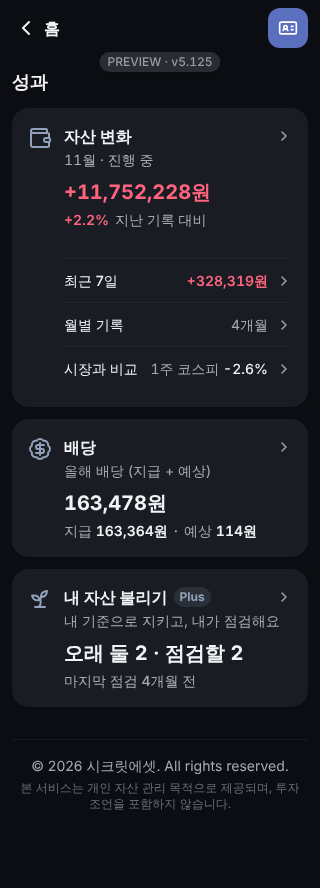 홈
PREVIEW · v5.125
성과
자산 변화
11월 · 진행 중
+11,752,228원
+2.2% 지난 기록 대비
최근 7일 +328,319원
월별 기록 4개월
시장과 비교 1주 코스피 -2.6%
배당
올해 배당 (지급 + 예상)
163,478원
지급 163,364원 · 예상 114원
내 자산 불리기 Plus
내 기준으로 지키고, 내가 점검해요
오래 둘 2 · 점검할 2
마지막 점검 4개월 전
© 2026 시크릿에셋. All rights reserved.
본 서비스는 개인 자산 관리 목적으로 제공되며, 투자
조언을 포함하지 않습니다.